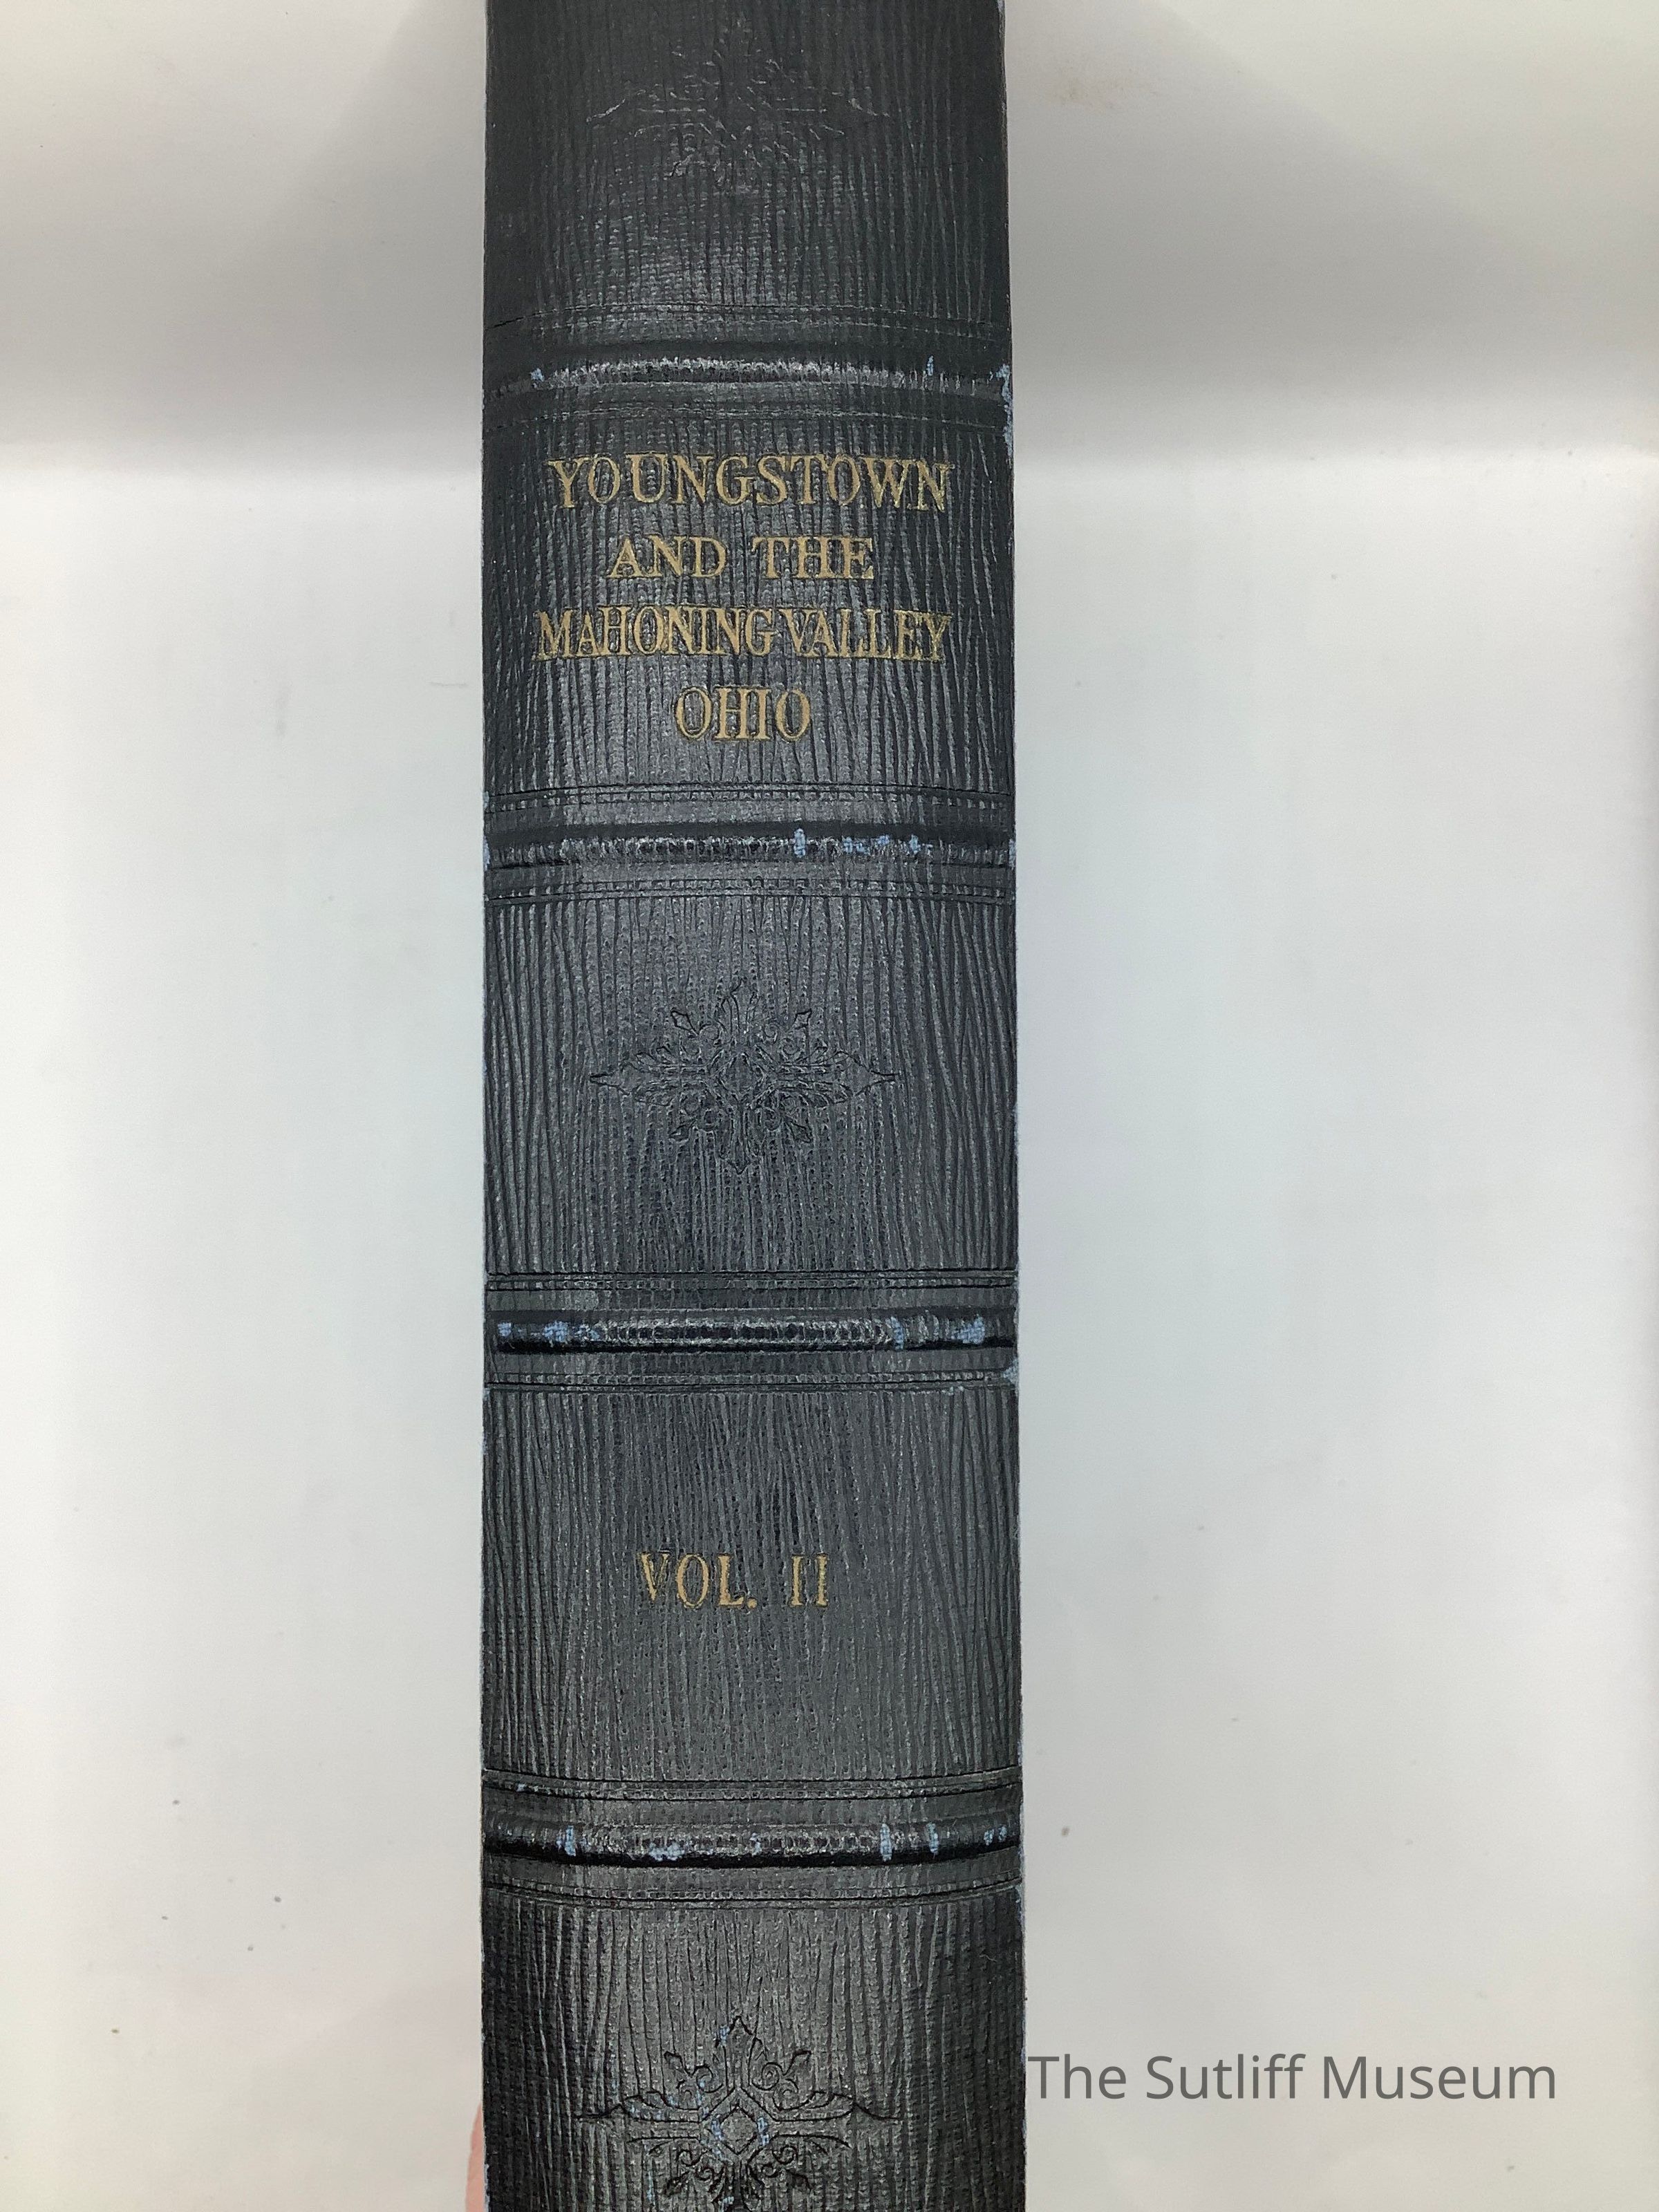 YOUNGSTOWN
AND THE
MAHONING VALLEY
OHIO
VOL. II
The Sutliff Museum